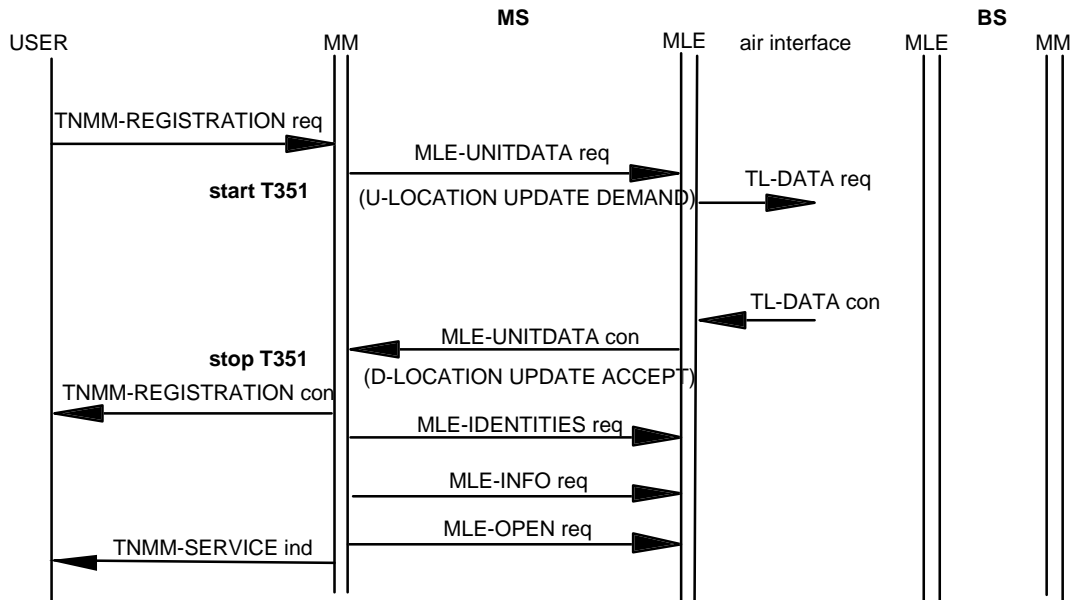 MS
BS
USER
MM
MLE
air interface
MLE
MM
TNMM-REGISTRATION req
MLE-UNITDATA req
start T351
(U-LOCATION UPDATE DEMAND)
TL-DATA req
TL-DATA con
MLE-UNITDATA con
stop T351
(D-LOCATION UPDATE ACCEPT)
TNMM-REGISTRATION con
MLE-IDENTITIES req
MLE-INFO req
MLE-OPEN req
TNMM-SERVICE ind